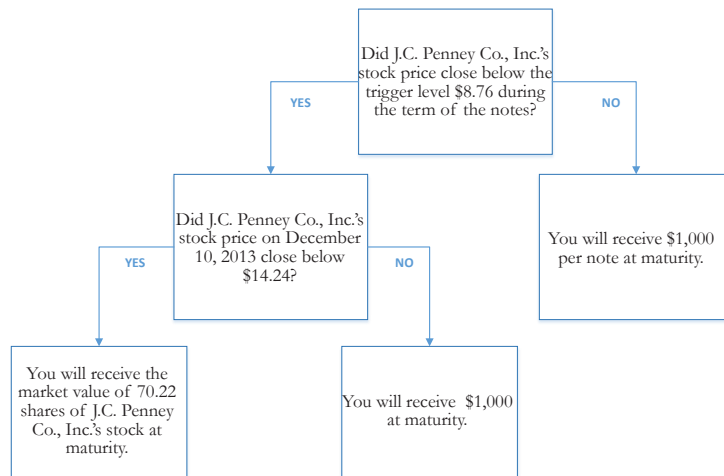 Did J.C. Penney Co., Inc.'s
stock price close below the
trigger level $8.76 during
the term of the notes?
YES
NO
Did J.C. Penney Co., Inc.'s
stock price on December
10, 2013 close below
$14.24?
You will receive $1,000
per note at maturity.
YES
NO
You will receive the
market value of 70.22
shares of J.C. Penney
Co., Inc.'s stock at
maturity.
You will receive $1,000
at maturity.